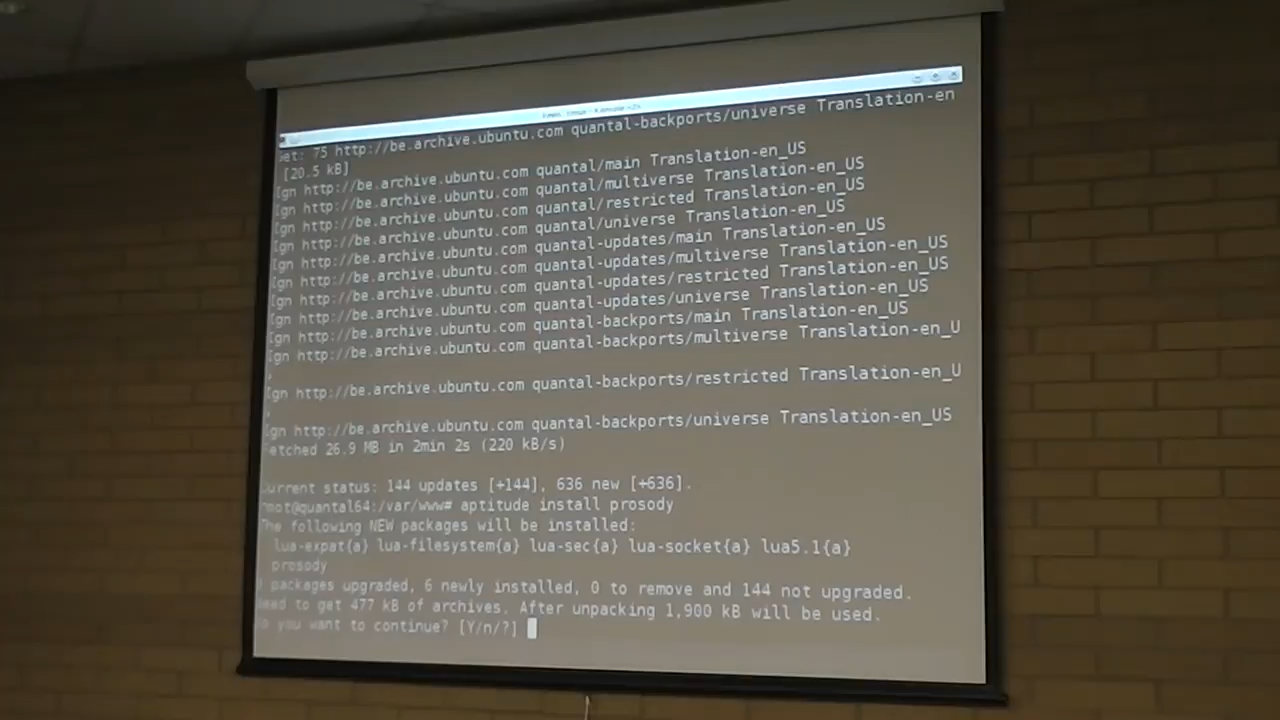 et: 75 http://be.archive.ubuntu.com quantal-backports/universe Translation-en
[20.5 kB]
Ign http://be.archive.ubuntu.com quantal/main Translation-en_US
Ign http://be.archive.ubuntu.com quantal/multiverse Translation-en_US
Ign http://be.archive.ubuntu.com quantal/restricted Translation-en_US
Ign http://be.archive.ubuntu.com quantal/universe Translation-en_US
Ign http://be.archive.ubuntu.com quantal-updates/main Translation-en_US
Ign http://be.archive.ubuntu.com quantal-updates/multiverse Translation-en_US
Ign http://be.archive.ubuntu.com quantal-updates/restricted Translation-en_US
Ign http://be.archive.ubuntu.com quantal-updates/universe Translation-en_US
Ign http://be.archive.ubuntu.com quantal-backports/main Translation-en_US
Ign http://be.archive.ubuntu.com quantal-backports/multiverse Translation-en_U
Ign http://be.archive.ubuntu.com quantal-backports/restricted Translation-en_U
Ign http://be.archive.ubuntu.com quantal-backports/universe Translation-en_US
Fetched 26.9 MB in 2min 2s (220 kB/s)
Current status: 144 updates [+144], 636 new [+636].
root@quantal64:/var/www# aptitude install prosody
The following NEW packages will be installed:
lua-expat{a} lua-filesystem{a} lua-sec{a} lua-socket{a} lua5.1{a}
prosody
0 packages upgraded, 6 newly installed, 0 to remove and 144 not upgraded.
Need to get 477 kB of archives. After unpacking 1,900 kB will be used.
Do you want to continue? [Y/n/?]